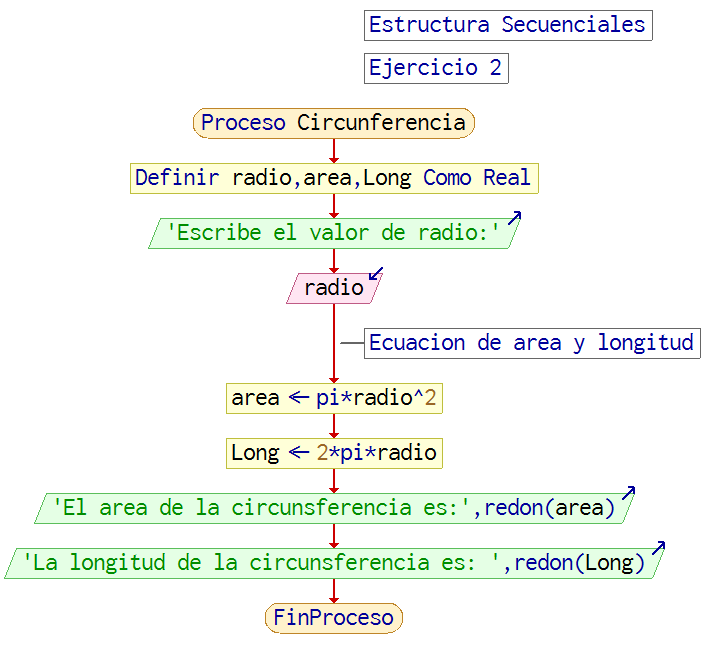 Estructura Secuenciales
Ejercicio 2
Proceso Circunferencia
Definir radio,area,Long Como Real
'Escribe el valor de radio:'
radio
Ecuacion de area y longitud
area ← pi*radio^2
Long ← 2*pi*radio
'El area de la circunsferencia es:',redon(area)
'La longitud de la circunsferencia es: ',redon(Long)
FinProceso